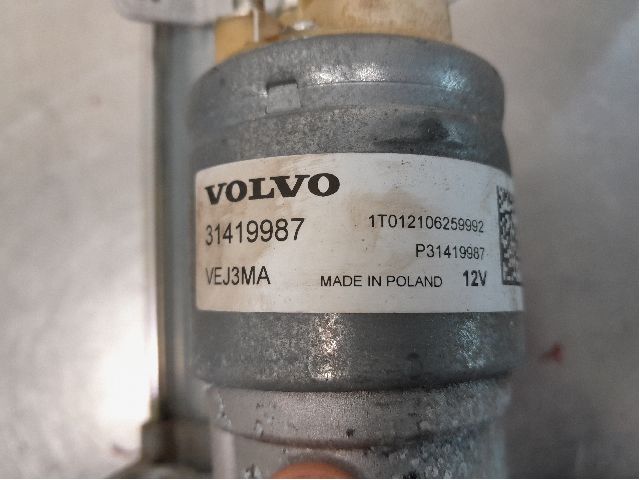 VOLVO
31419987
1T012106259992
P31419987
VEJ3MA
MADE IN POLAND 12V